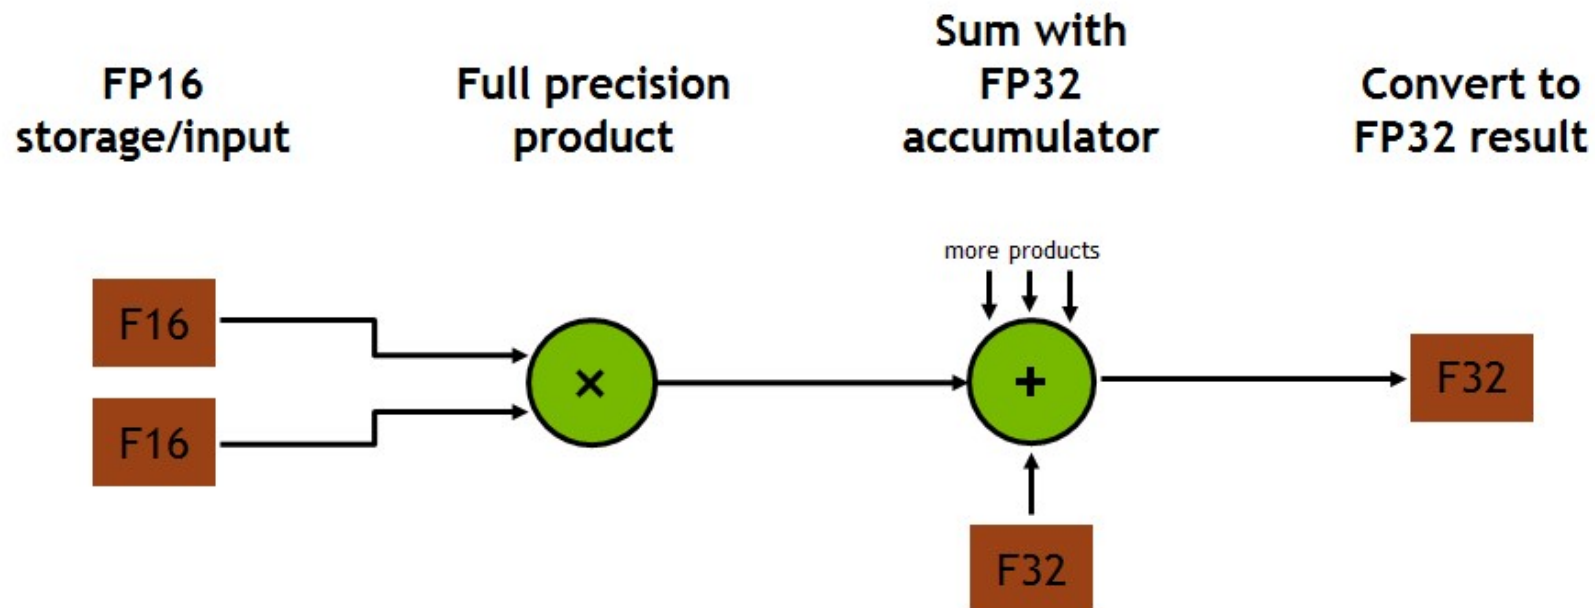 FP16
storage/input
Full precision
product
Sum with
FP32
accumulator
Convert to
FP32 result
more products
F16
F16
×
+
F32
F32